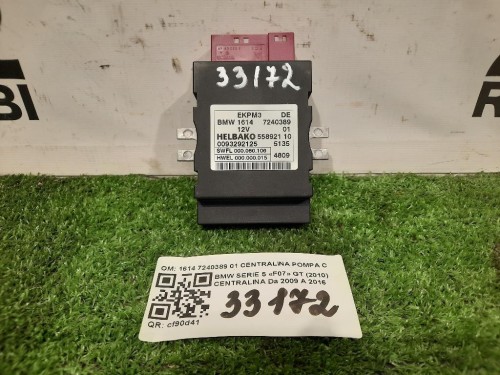 33172
EKPM3 DE
BMW 1614 7240389
12V 01
HELBAKO 558921 10
0093292125 5135
SWFL 000.060.106
HWEL 000.000.015 4809
OM: 1614 7240389 01 CENTRALINA POMPA C
BMW SERIE 5 «F07» GT (2010)
CENTRALINA Da 2009 A 2016
33172
QR: cf90d41